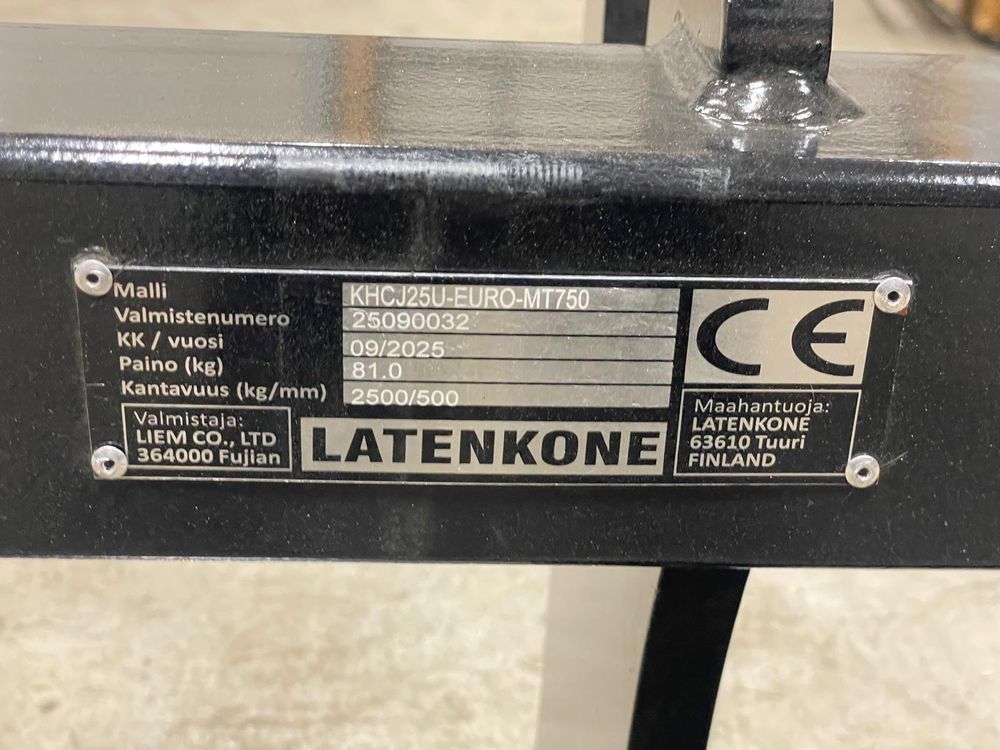 Malli KHCJ25U-EURO-MT750
Valmistenumero 25090032
KK / vuosi 09/2025
Paino (kg) 81.0
Kantavuus (kg/mm) 2500/500
CE
Valmistaja:
LIEM CO., LTD
364000 Fujian
LATENKONE
Maahantuoja:
LATENKONE
63610 Tuuri
FINLAND